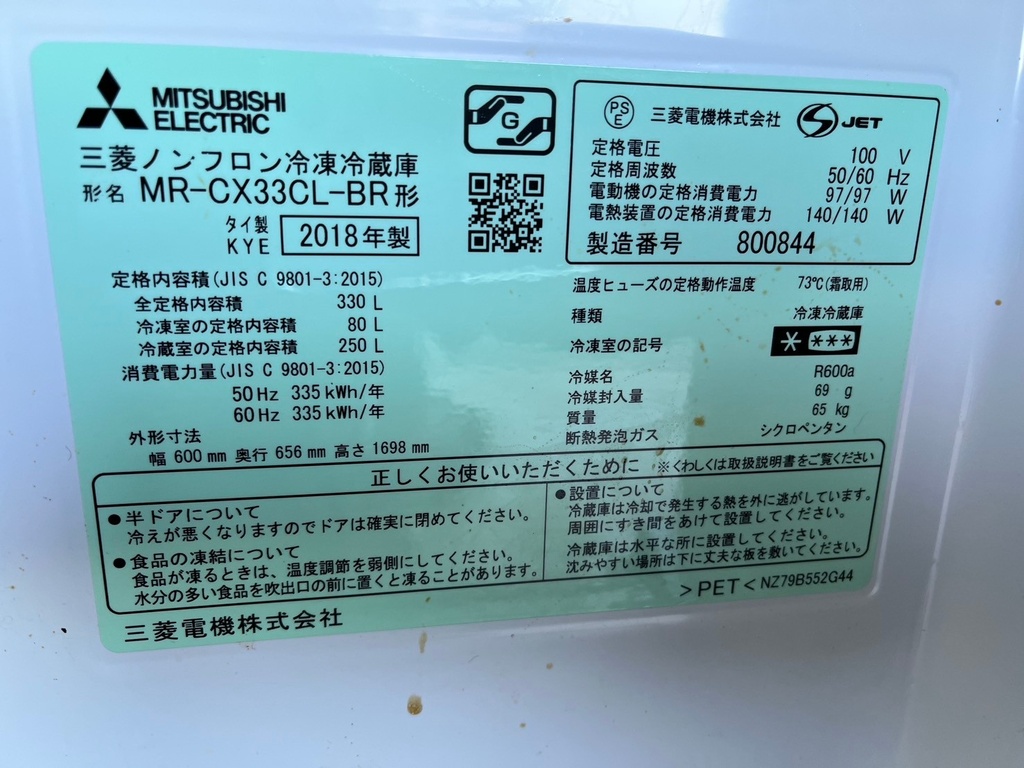 MITSUBISHI
ELECTRIC
三菱ノンフロン冷凍冷蔵庫
形名 MR-CX33CL-BR形
タイ製
KYE
2018年製
G
定格内容積(JIS C 9801-3:2015)
全定格内容積 330 L
冷凍室の定格内容積 80 L
冷蔵室の定格内容積 250 L
消費電力量(JIS C 9801-3:2015)
50 Hz 335 kWh/年
60 Hz 335 kWh/年
外形寸法
幅 600 mm 奥行 656 mm 高さ 1698 mm
PS
E
三菱電機株式会社
S JET
定格電圧 100 V
定格周波数 50/60 Hz
電動機の定格消費電力 97/97 W
電熱装置の定格消費電力 140/140 W
製造番号 800844
温度ヒューズの定格動作温度 73℃(霜取用)
種類 冷凍冷蔵庫
冷凍室の記号 * ***
冷媒名 R600a
冷媒封入量 69 g
質量 65 kg
断熱発泡ガス シクロペンタン
正しくお使いいただくために ※くわしくは取扱説明書をご覧ください
●半ドアについて
冷えが悪くなりますのでドアは確実に閉めてください。
●食品の凍結について
食品が凍るときは、温度調節を弱側にしてください。
水分の多い食品を吹出口の前に置くと凍ることがあります。
●設置について
冷蔵庫は冷却で発生する熱を外に逃がしています。
周囲にすき間をあけて設置してください。
冷蔵庫は水平な所に設置してください。
沈みやすい場所は下に丈夫な板を敷いてください。
三菱電機株式会社
>PET< NZ79B552G44